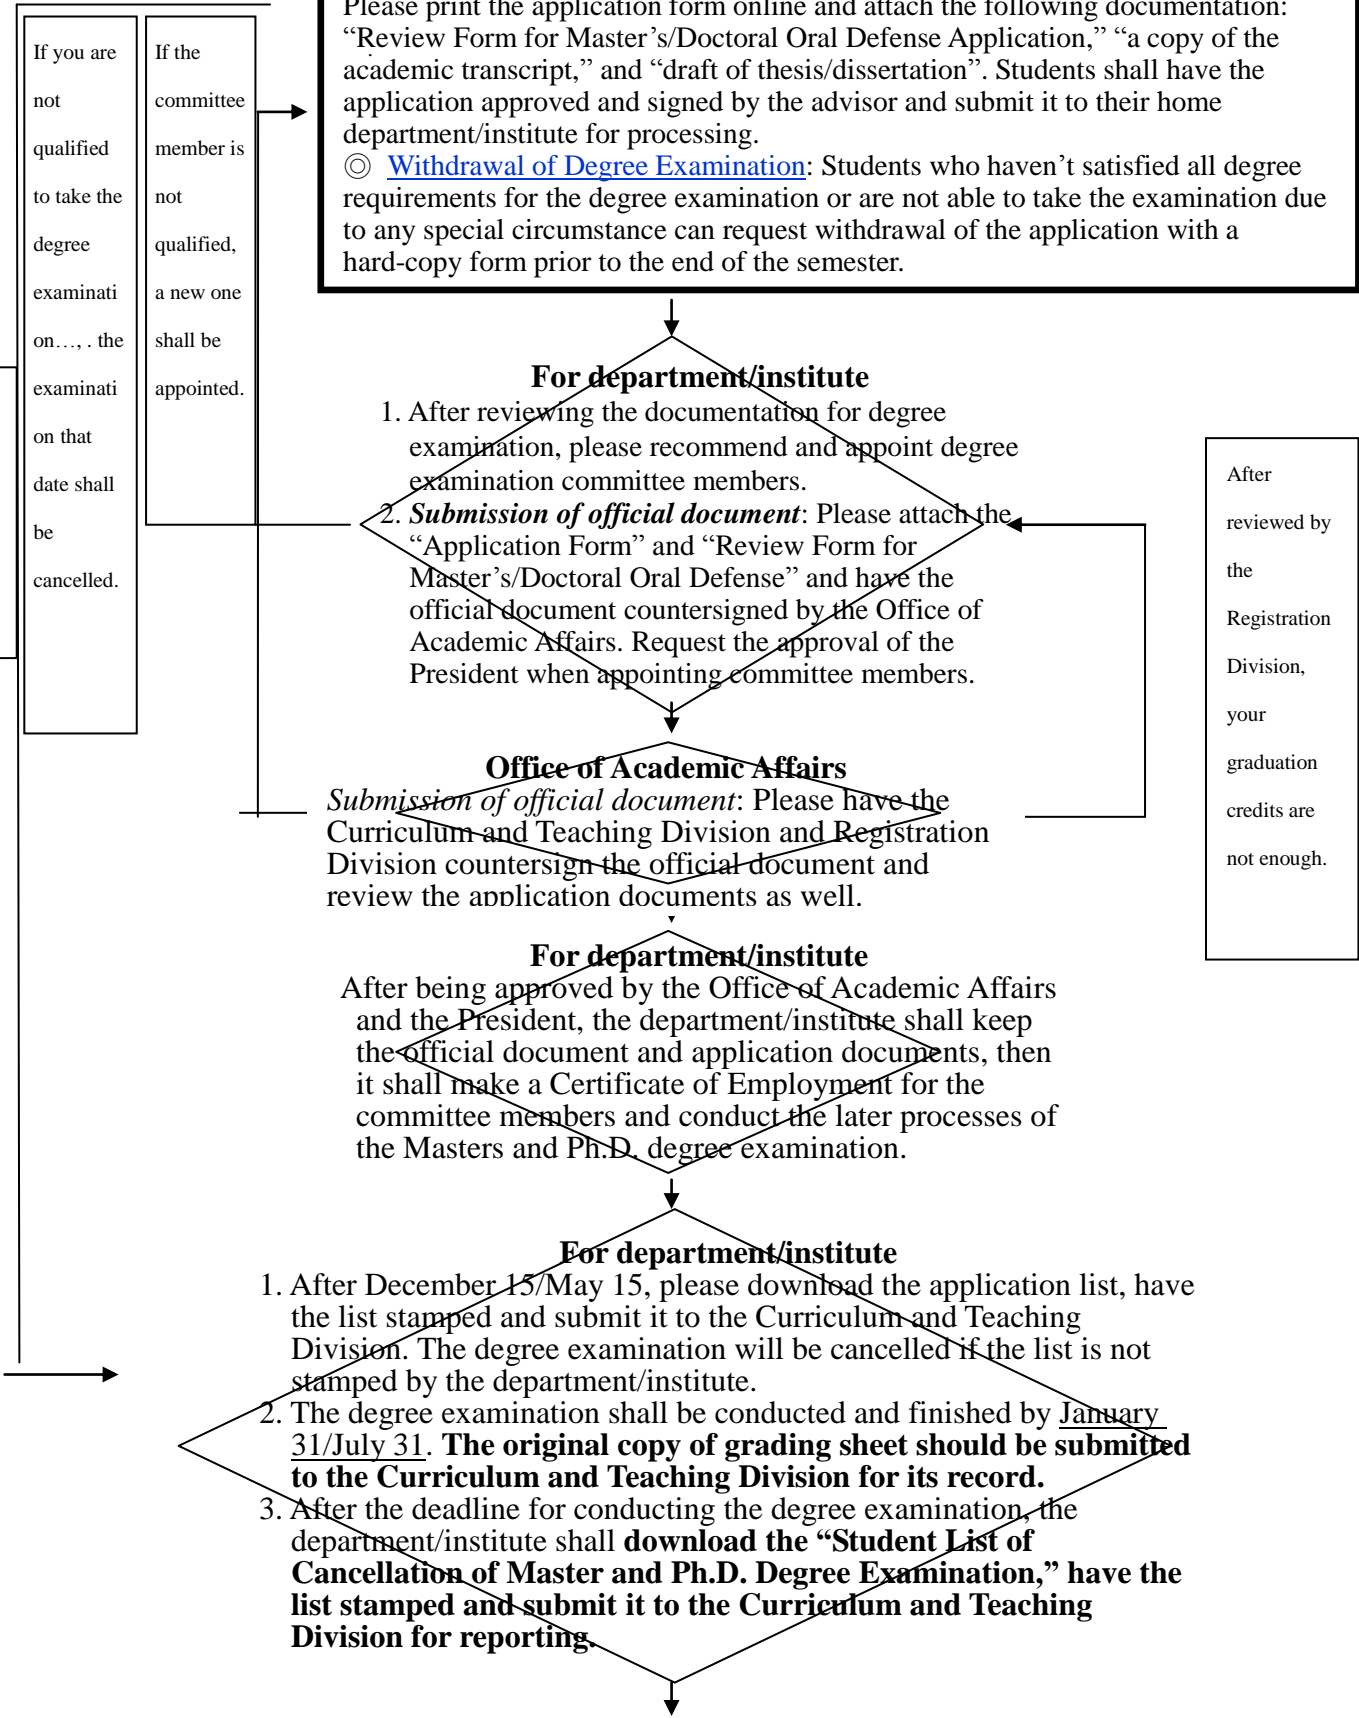 Please print the application form online and attach the following documentation:
“Review Form for Master’s/Doctoral Oral Defense Application,” “a copy of the
academic transcript,” and “draft of thesis/dissertation”. Students shall have the
application approved and signed by the advisor and submit it to their home
department/institute for processing.
◎ Withdrawal of Degree Examination: Students who haven’t satisfied all degree
requirements for the degree examination or are not able to take the examination due
to any special circumstance can request withdrawal of the application with a
hard-copy form prior to the end of the semester.
If you are
not
qualified
to take the
degree
examinati
on…, . the
examinati
on that
date shall
be
cancelled.
If the
committee
member is
not
qualified,
a new one
shall be
appointed.
For department/institute
1. After reviewing the documentation for degree
examination, please recommend and appoint degree
examination committee members.
2. Submission of official document: Please attach the
“Application Form” and “Review Form for
Master’s/Doctoral Oral Defense” and have the
official document countersigned by the Office of
Academic Affairs. Request the approval of the
President when appointing committee members.
After
reviewed by
the
Registration
Division,
your
graduation
credits are
not enough.
Office of Academic Affairs
Submission of official document: Please have the
Curriculum and Teaching Division and Registration
Division countersign the official document and
review the application documents as well.
For department/institute
After being approved by the Office of Academic Affairs
and the President, the department/institute shall keep
the official document and application documents, then
it shall make a Certificate of Employment for the
committee members and conduct the later processes of
the Masters and Ph.D. degree examination.
For department/institute
1. After December 15/May 15, please download the application list, have
the list stamped and submit it to the Curriculum and Teaching
Division. The degree examination will be cancelled if the list is not
stamped by the department/institute.
2. The degree examination shall be conducted and finished by January
31/July 31. The original copy of grading sheet should be submitted
to the Curriculum and Teaching Division for its record.
3. After the deadline for conducting the degree examination, the
department/institute shall download the “Student List of
Cancellation of Master and Ph.D. Degree Examination,” have the
list stamped and submit it to the Curriculum and Teaching
Division for reporting.